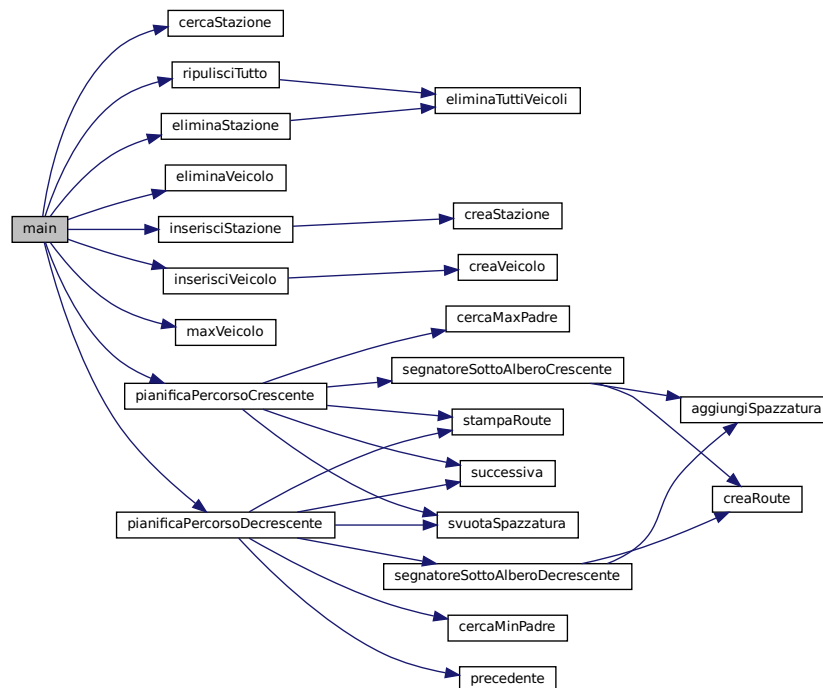 cercaStazione
ripulisciTutto
eliminaTuttiVeicoli
eliminaStazione
eliminaVeicolo
main
inserisciStazione
creaStazione
inserisciVeicolo
creaVeicolo
maxVeicolo
cercaMaxPadre
pianificaPercorsoCrescente
segnatoreSottoAlberoCrescente
aggiungiSpazzatura
stampaRoute
successiva
creaRoute
pianificaPercorsoDecrescente
svuotaSpazzatura
segnatoreSottoAlberoDecrescente
cercaMinPadre
precedente